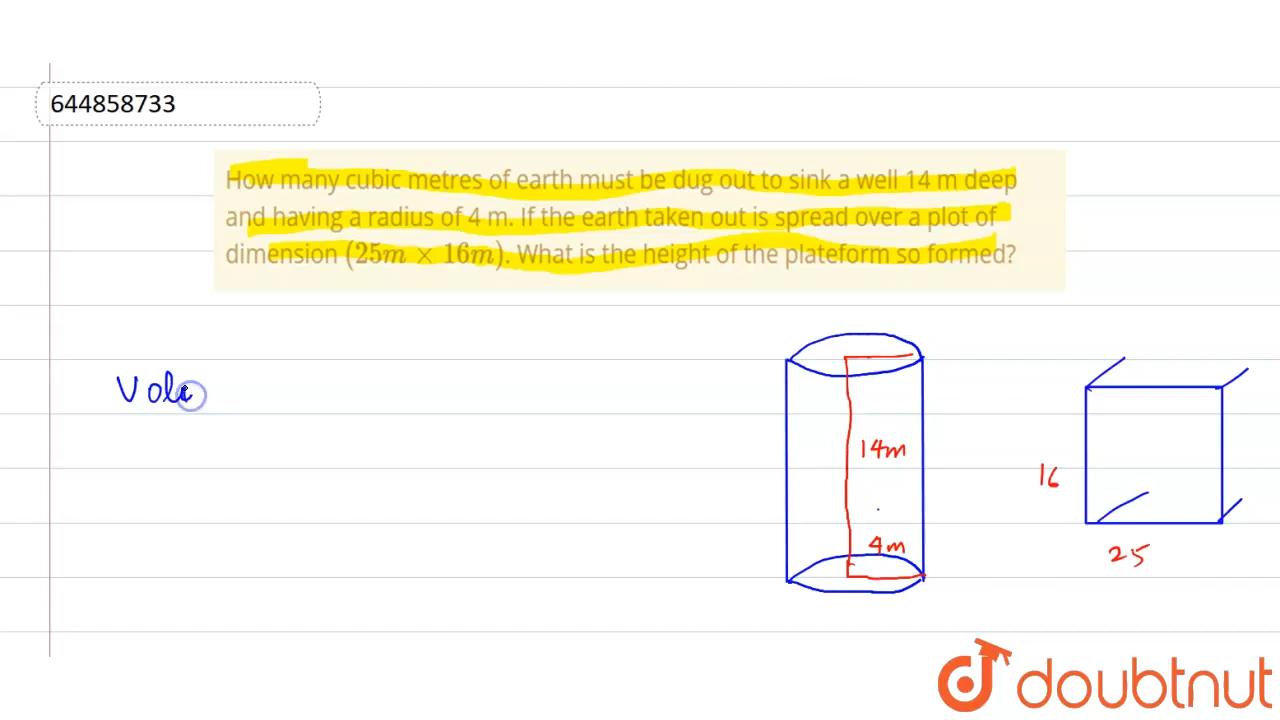 644858733
How many cubic metres of earth must be dug out to sink a well 14 m deep
and having a radius of 4 m. If the earth taken out is spread over a plot of
dimension (25m × 16m). What is the height of the plateform so formed?
Volu
14m
4m
16
25
doubtnut